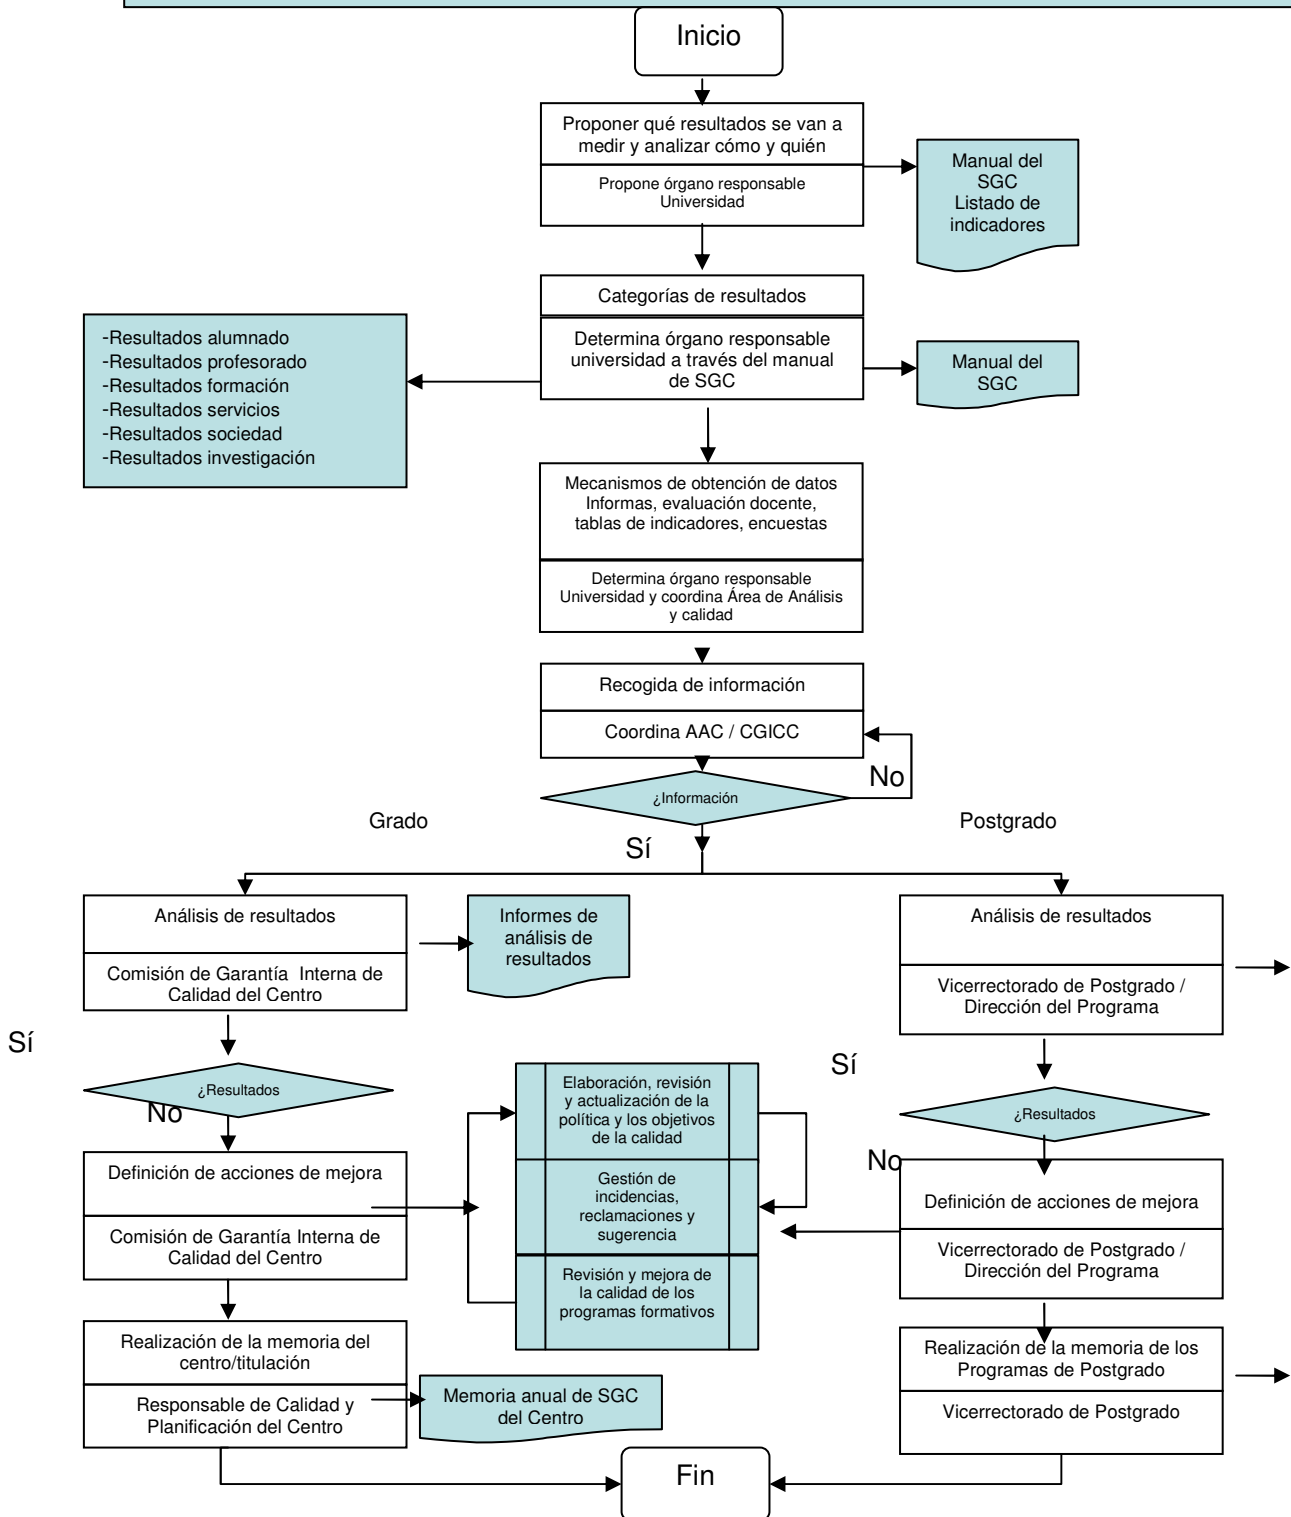 Inicio
Proponer qué resultados se van a
medir y analizar cómo y quién
Propone órgano responsable
Universidad
Manual del
SGC
Listado de
indicadores
Categorías de resultados
Determina órgano responsable
universidad a través del manual
de SGC
-Resultados alumnado
-Resultados profesorado
-Resultados formación
-Resultados servicios
-Resultados sociedad
-Resultados investigación
Manual del
SGC
Mecanismos de obtención de datos
Informas, evaluación docente,
tablas de indicadores, encuestas
Determina órgano responsable
Universidad y coordina Área de Análisis
y calidad
Recogida de información
Coordina AAC / CGICC
No
¿Información
Grado
Postgrado
Sí
Análisis de resultados
Comisión de Garantía Interna de
Calidad del Centro
Informes de
análisis de
resultados
Análisis de resultados
Vicerrectorado de Postgrado /
Dirección del Programa
Sí
¿Resultados
No
Sí
¿Resultados
No
Elaboración, revisión
y actualización de la
política y los objetivos
de la calidad
Gestión de
incidencias,
reclamaciones y
sugerencia
Revisión y mejora de
la calidad de los
programas formativos
Definición de acciones de mejora
Comisión de Garantía Interna de
Calidad del Centro
Definición de acciones de mejora
Vicerrectorado de Postgrado /
Dirección del Programa
Realización de la memoria del
centro/titulación
Responsable de Calidad y
Planificación del Centro
Memoria anual de SGC
del Centro
Realización de la memoria de los
Programas de Postgrado
Vicerrectorado de Postgrado
Fin